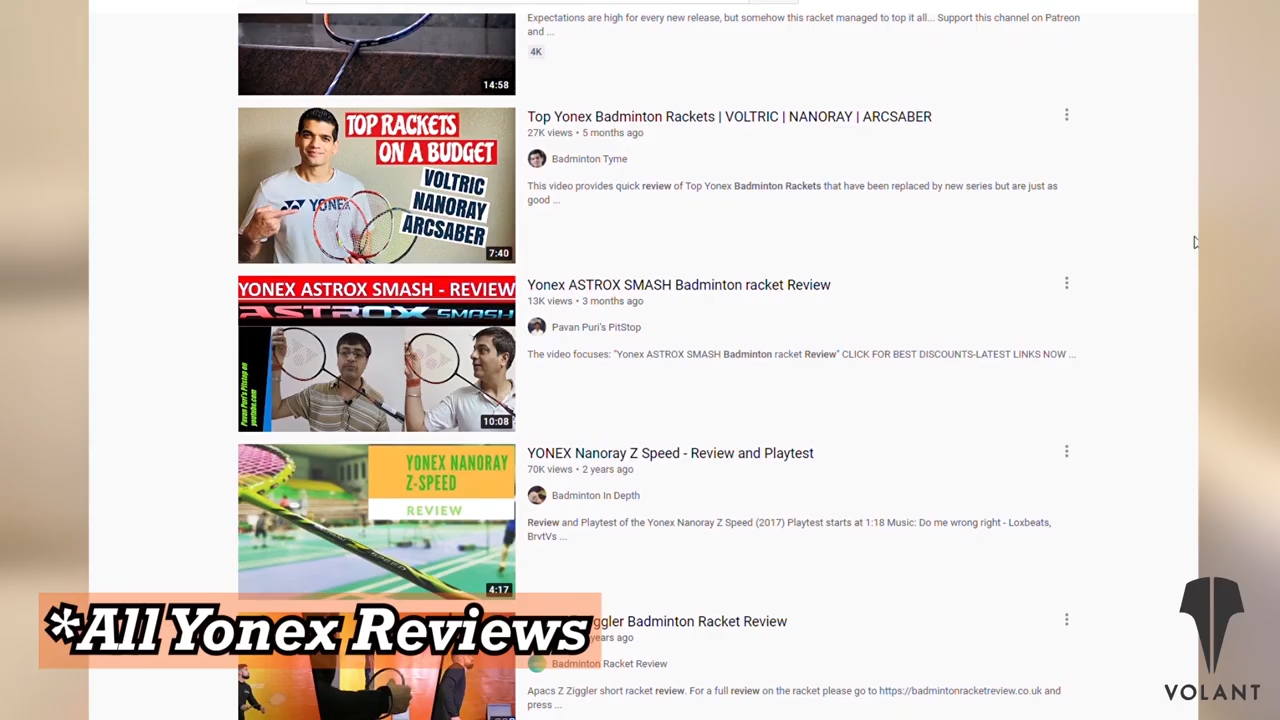 Expectations are high for every new release, but somehow this racket managed to top it all... Support this channel on Patreon
and ...
4K
14:58
TOP RACKETS
ON A BUDGET
VOLTRIC
NANORAY
ARCSABER
YONEX
7:40
Top Yonex Badminton Rackets | VOLTRIC | NANORAY | ARCSABER
27K views • 5 months ago
Badminton Tyme
This video provides quick review of Top Yonex Badminton Rackets that have been replaced by new series but are just as
good ...
YONEX ASTROX SMASH - REVIEW
ASTROX SMASH
Pavan Puri's Pitstop on
youtube.com
10:08
Yonex ASTROX SMASH Badminton racket Review
13K views • 3 months ago
Pavan Puri's PitStop
The video focuses: "Yonex ASTROX SMASH Badminton racket Review" CLICK FOR BEST DISCOUNTS-LATEST LINKS NOW ...
YONEX NANORAY
Z-SPEED
REVIEW
4:17
YONEX Nanoray Z Speed - Review and Playtest
70K views • 2 years ago
Badminton In Depth
Review and Playtest of the Yonex Nanoray Z Speed (2017) Playtest starts at 1:18 Music: Do me wrong right - Loxbeats,
BrvtVs ...
*All Yonex Reviews
ggler Badminton Racket Review
years ago
Badminton Racket Review
Apacs Z Ziggler short racket review. For a full review on the racket please go to https://badmintonracketreview.co.uk and
press ...
VOLANT